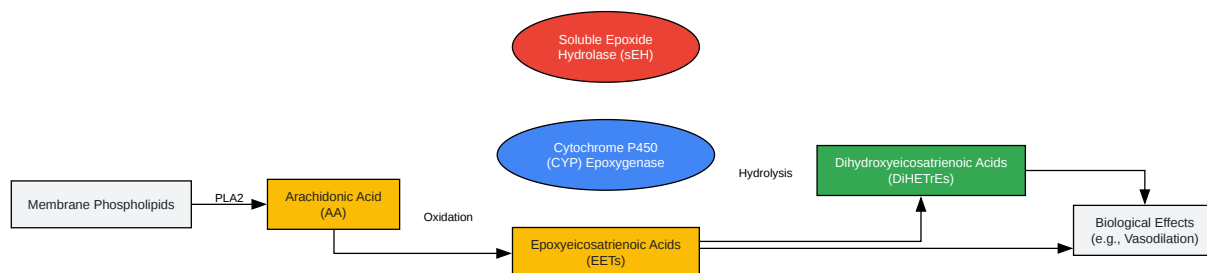 Soluble Epoxide
Hydrolase (sEH)
Cytochrome P450
(CYP) Epoxygenase
Hydrolysis
Dihydroxyeicosatrienoic Acids
(DiHETrEs)
Membrane Phospholipids
PLA2
Arachidonic Acid
(AA)
Oxidation
Epoxyeicosatrienoic Acids
(EETs)
Biological Effects
(e.g., Vasodilation)